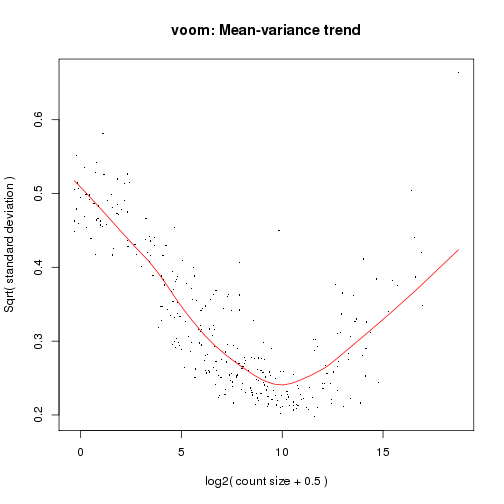 voom: Mean-variance trend
Sqrt( standard deviation )
0.6
0.5
0.4
0.3
0.2
0 5 10 15
log2( count size + 0.5 )